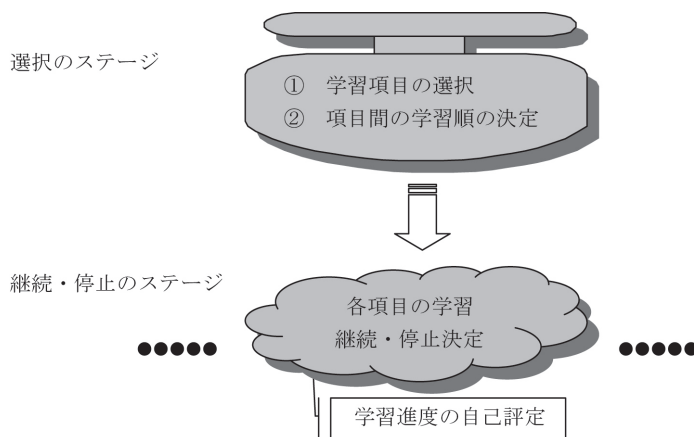 選択のステージ
① 学習項目の選択
② 項目間の学習順の決定
継続・停止のステージ
各項目の学習
継続・停止決定
●●●●●
●●●●●
学習進度の自己評定